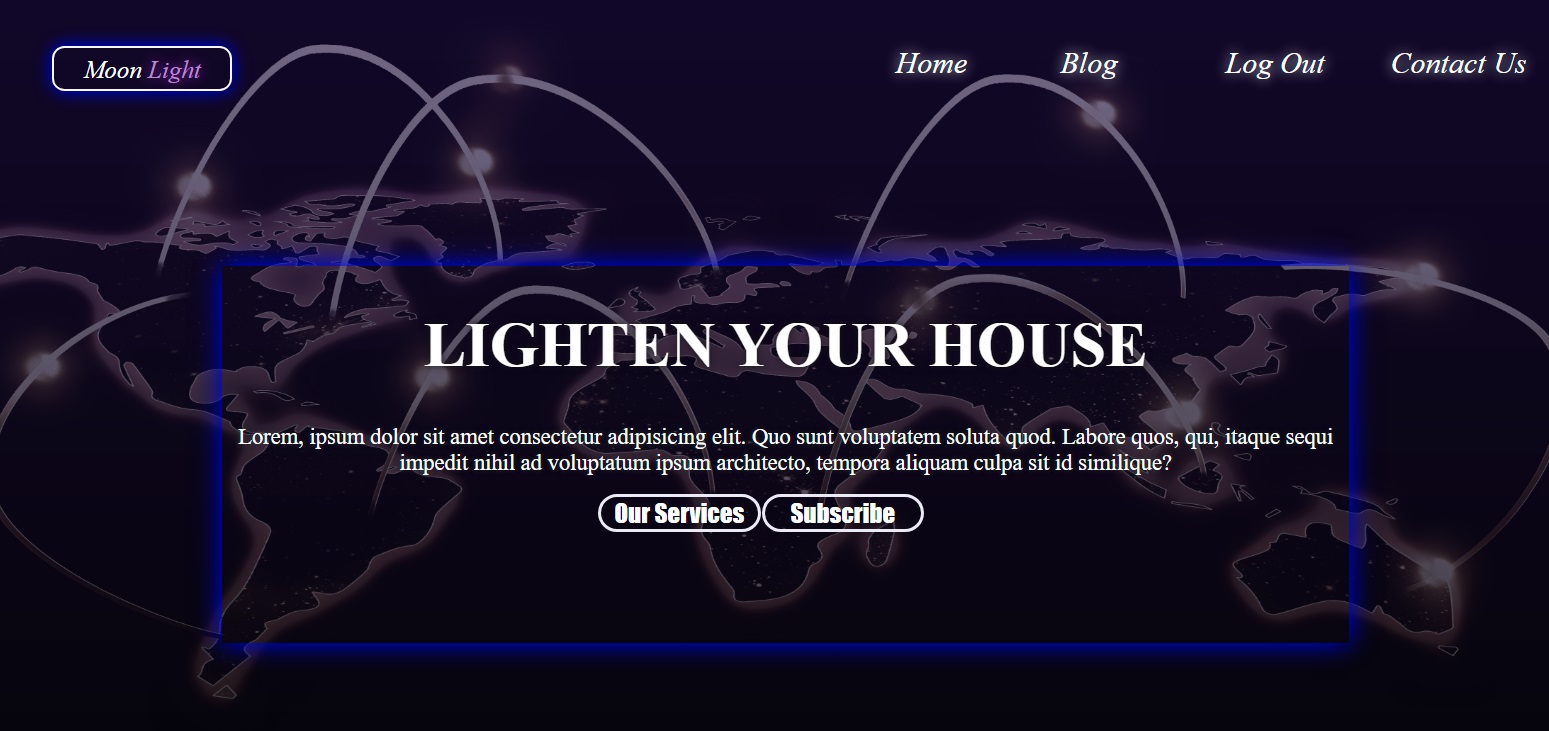 Moon Light
Home Blog Log Out Contact Us
LIGHTEN YOUR HOUSE
Lorem, ipsum dolor sit amet consectetur adipisicing elit. Quo sunt voluptatem soluta quod. Labore quos, qui, itaque sequi
impedit nihil ad voluptatum ipsum architecto, tempora aliquam culpa sit id similique?
Our Services Subscribe